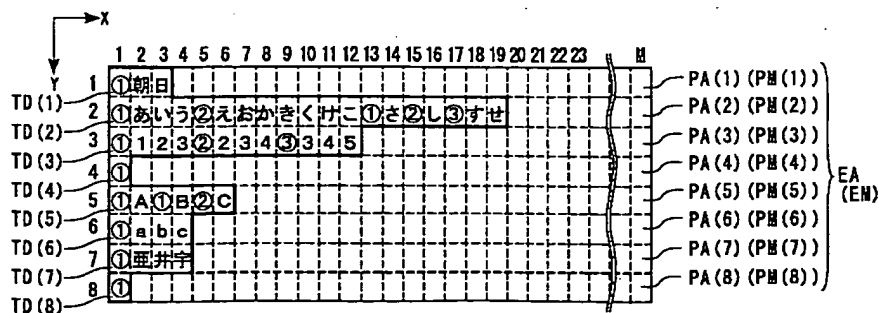 X
1 2 3 4 5 6 7 8 9 10 11 12 13 14 15 16 17 18 19 20 21 22 23 M
Y
1 ①朝日 PA(1)(PM(1))
TD(1)
2 ①あいう②えおかきくけこ①さ②し③すせ PA(2)(PM(2))
TD(2)
3 ①123②234③345 PA(3)(PM(3))
TD(3)
4 ① PA(4)(PM(4))
EA
(EM)
TD(4)
5 ①A①B②C PA(5)(PM(5))
TD(5)
6 ①abc PA(6)(PM(6))
TD(6)
7 ①亜井宇 PA(7)(PM(7))
TD(7)
8 ① PA(8)(PM(8))
TD(8)